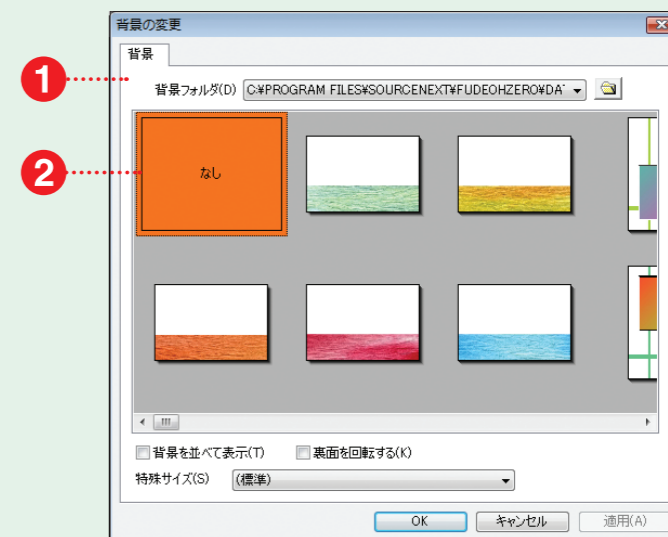 背景の変更
背景
1
背景フォルダ(D) C:¥PROGRAM FILES¥SOURCENEXT¥FUDEOHZERO¥DA
2
なし
背景を並べて表示(T) 裏面を回転する(K)
特殊サイズ(S) (標準)
OK キャンセル 適用(A)